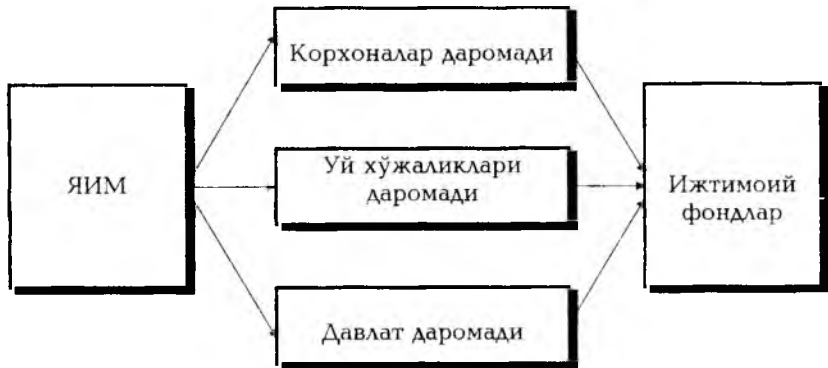 Корхоналар даромади
ЯИМ
Уй хўжаликлари
даромади
Ижтимоий
фондлар
Давлат даромади